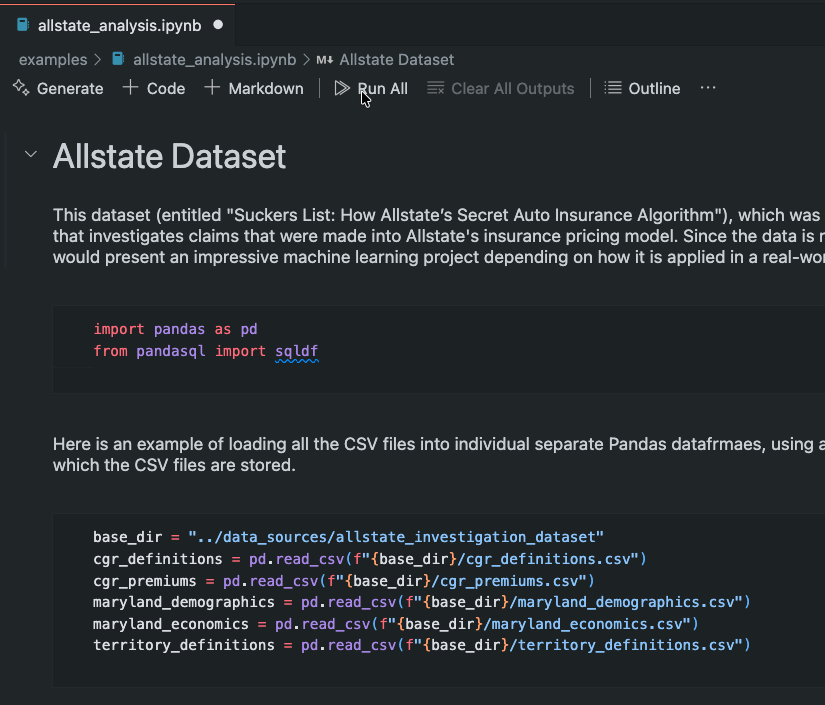 allstate_analysis.ipynb
examples > allstate_analysis.ipynb > M↓ Allstate Dataset
Generate + Code + Markdown Run All Clear All Outputs Outline ...
Allstate Dataset
This dataset (entitled "Suckers List: How Allstate’s Secret Auto Insurance Algorithm"), which was
that investigates claims that were made into Allstate's insurance pricing model. Since the data is
would present an impressive machine learning project depending on how it is applied in a
import pandas as pd
from pandasql import sqldf
Here is an example of loading all the CSV files into individual separate Pandas datafrmaes, using a
which the CSV files are stored.
base_dir = "../data_sources/allstate_investigation_dataset"
cgr_definitions = pd.read_csv(f"{base_dir}/cgr_definitions.csv")
cgr_premiums = pd.read_csv(f"{base_dir}/cgr_premiums.csv")
maryland_demographics = pd.read_csv(f"{base_dir}/maryland_demographics.csv")
maryland_economics = pd.read_csv(f"{base_dir}/maryland_economics.csv")
territory_definitions = pd.read_csv(f"{base_dir}/territory_definitions.csv")